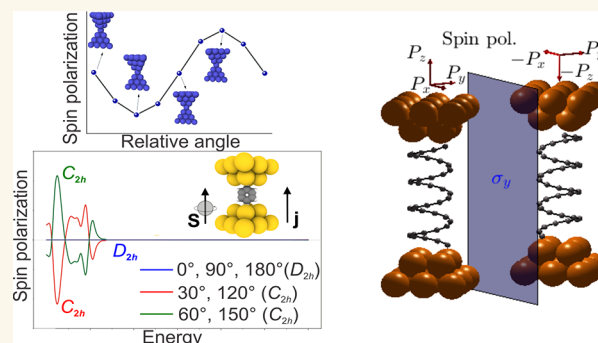 Spin polarization
Relative angle
Spin polarization
C2h
C2h
D2h
S
j
0°, 90°, 180°(D2h)
30°, 120° (C2h)
60°, 150° (C2h)
Energy
Spin pol.
Pz
Py
Px
−Px
−Pz
σy